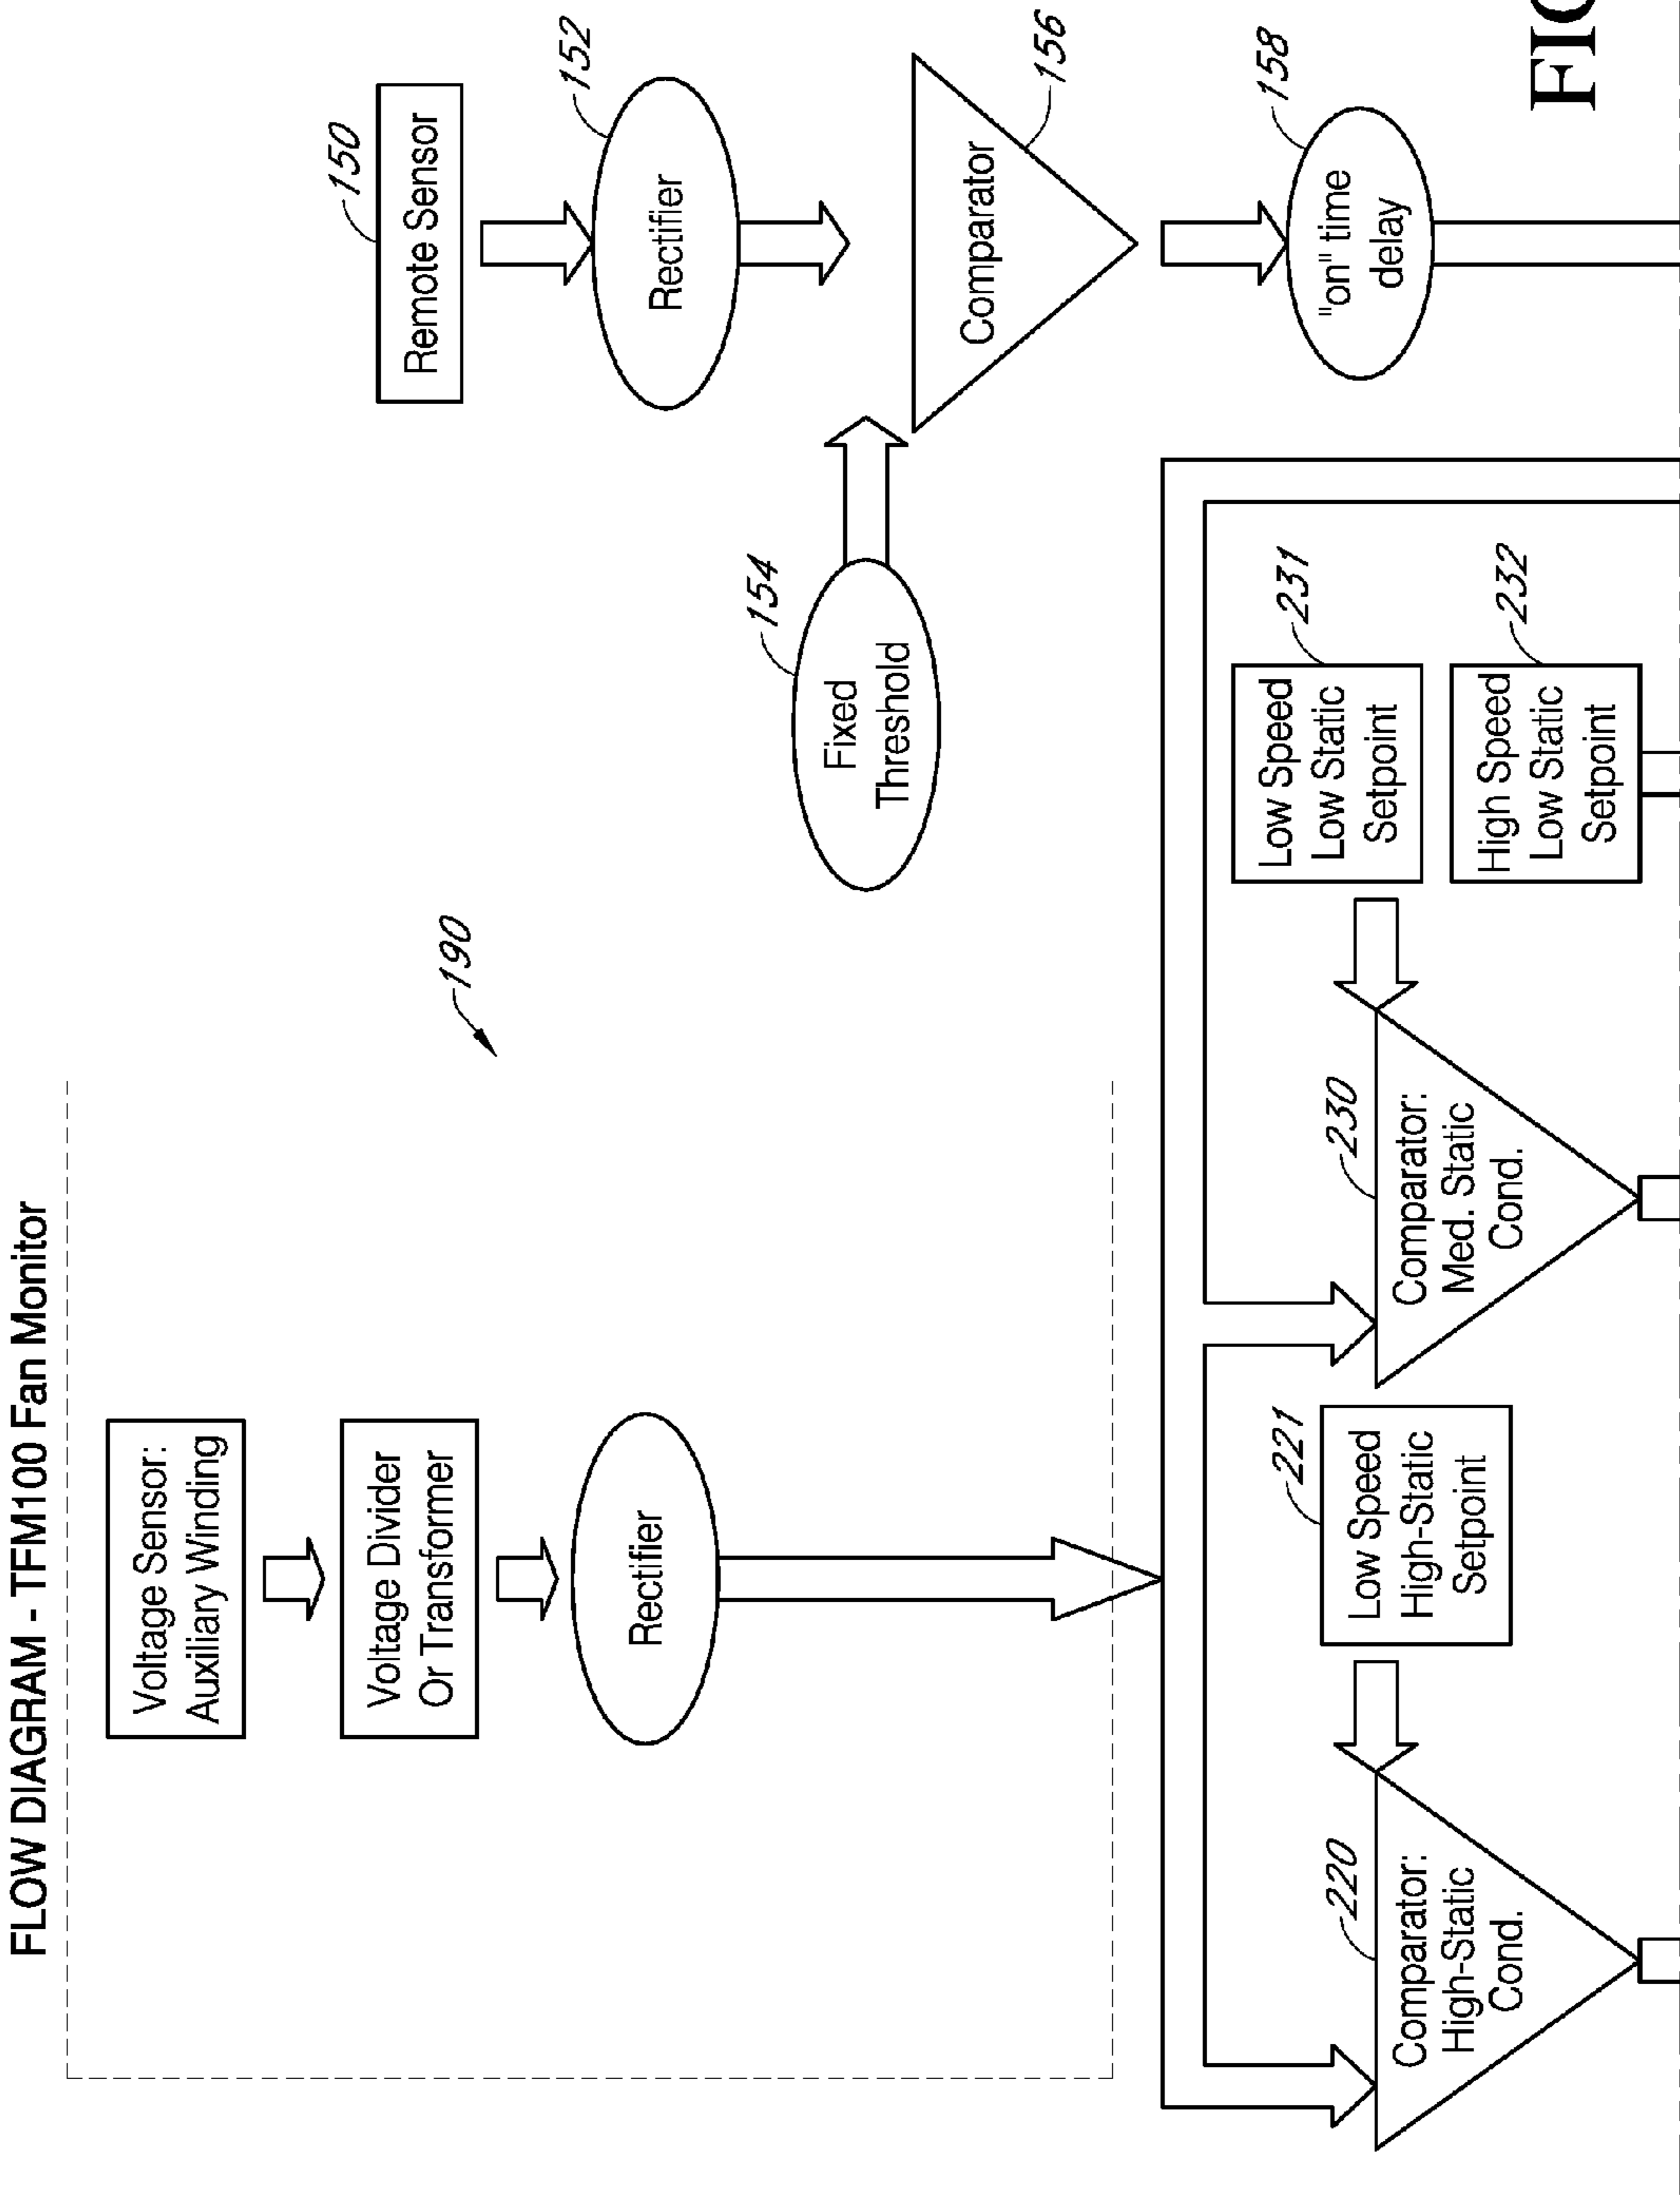 FLOW DIAGRAM - TFM100 Fan Monitor
Voltage Sensor:
Auxiliary Winding
Voltage Divider
Or Transformer
Rectifier
190
150
Remote Sensor
152
Rectifier
154
Fixed
Threshold
156
Comparator
158
"on" time
delay
220
Comparator:
High-Static
Cond.
221
Low Speed
High-Static
Setpoint
230
Comparator:
Med. Static
Cond.
231
Low Speed
Low Static
Setpoint
232
High Speed
Low Static
Setpoint